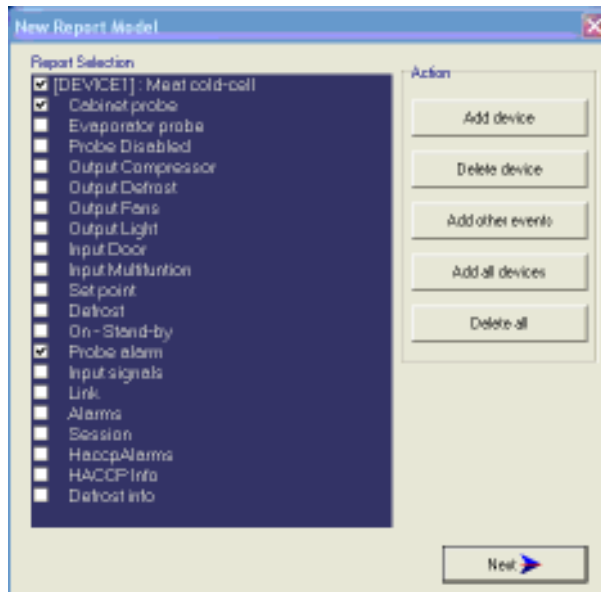 New Report Model
Report Selection
[DEVICE1] : Meat cold-cell
Cabinet probe
Evaporator probe
Probe Disabled
Output Compressor
Output Defrost
Output Fans
Output Light
Input Door
Input Multifuntion
Set point
Defrost
On - Stand-by
Probe alarm
Input signals
Link
Alarms
Session
HaccpAlarms
HACCP Info
Defrost info
Action
Add device
Delete device
Add other events
Add all devices
Delete all
Next